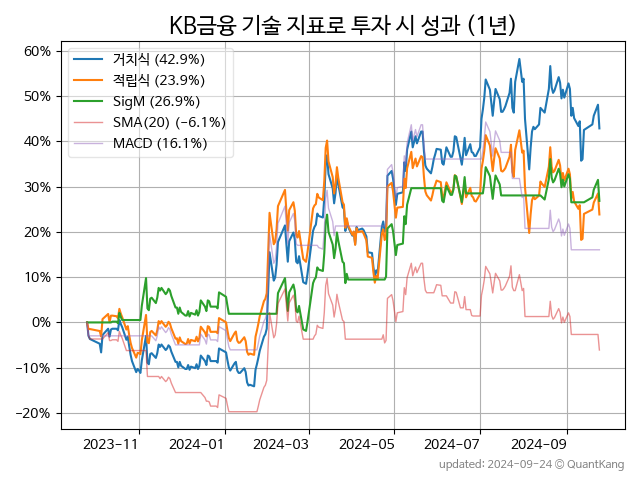 KB금융 기술 지표로 투자 시 성과 (1년)
60%
50%
40%
30%
20%
10%
0%
−10%
−20%
거치식 (42.9%)
적립식 (23.9%)
SigM (26.9%)
SMA(20) (−6.1%)
MACD (16.1%)
2023-11
2024-01
2024-03
2024-05
2024-07
2024-09
updated: 2024-09-24 © QuantKang